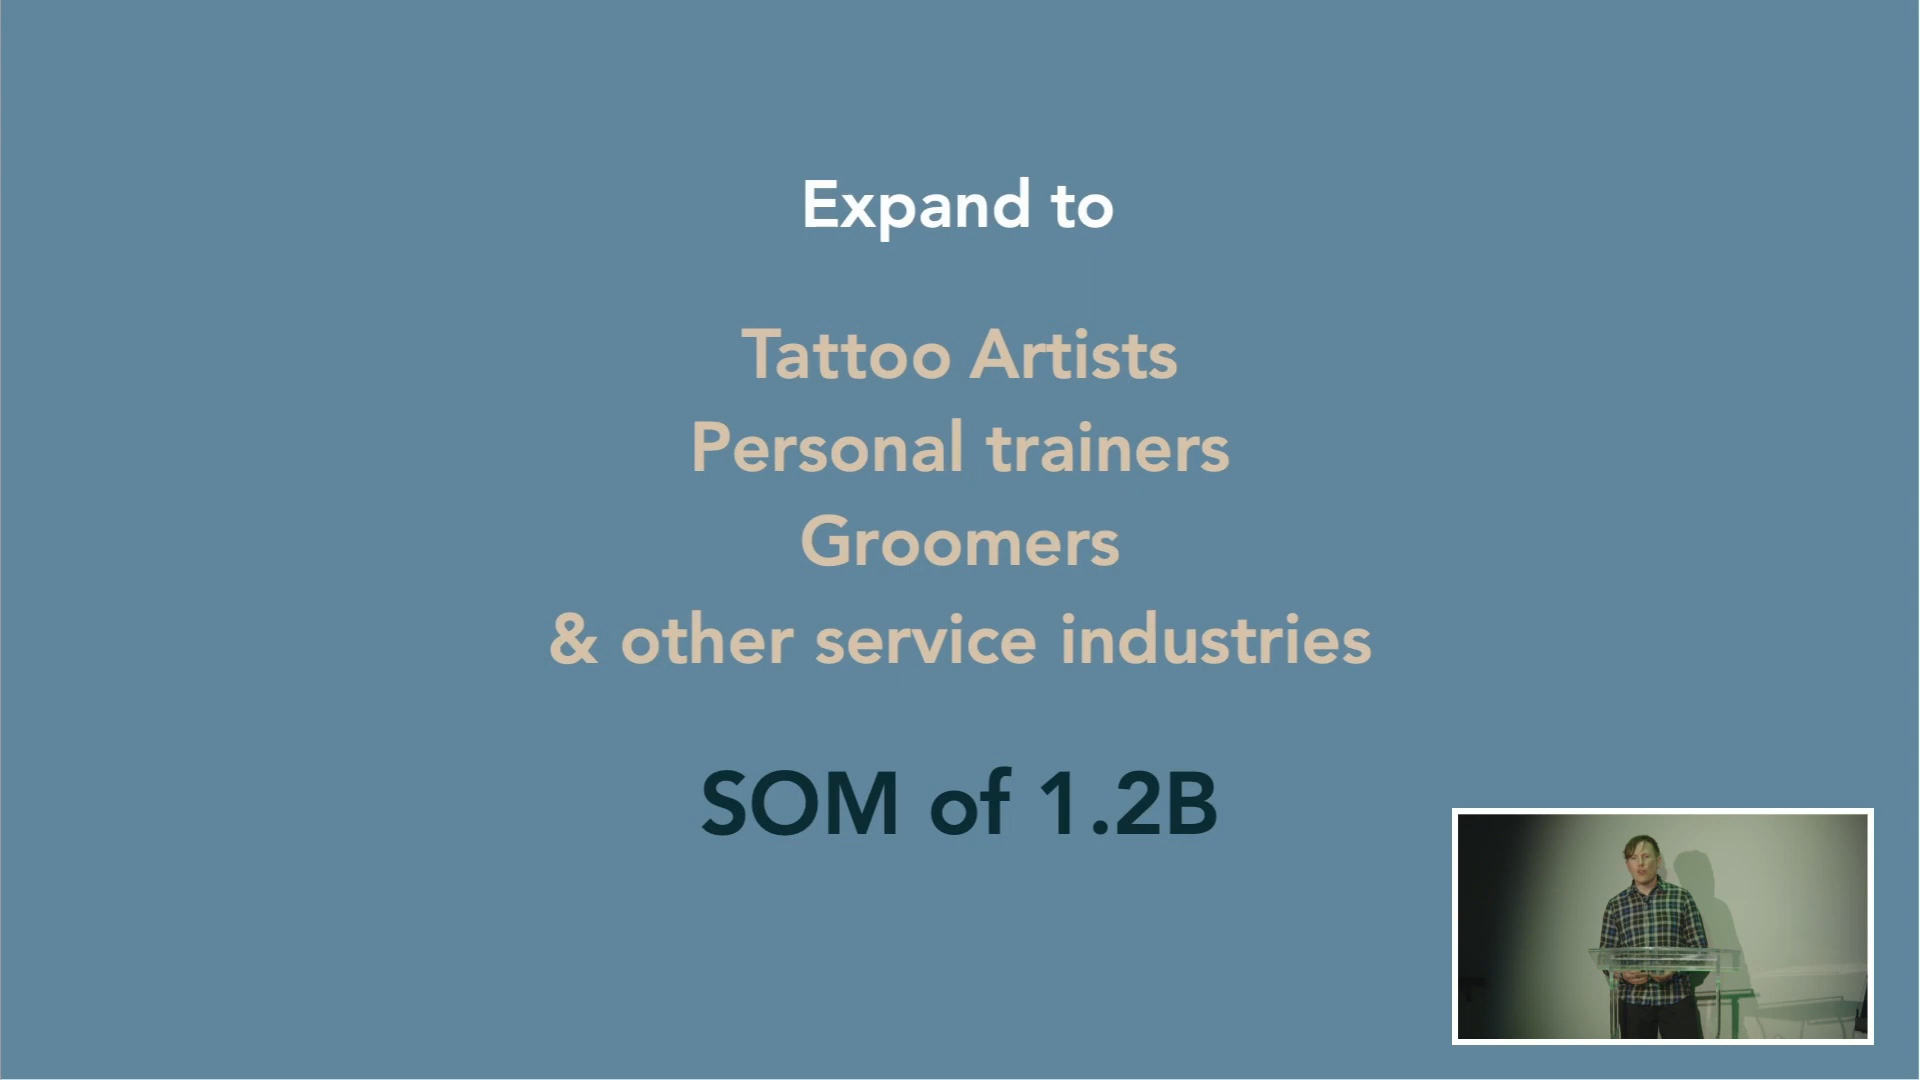 Expand to
Tattoo Artists
Personal trainers
Groomers
& other service industries
SOM of 1.2B